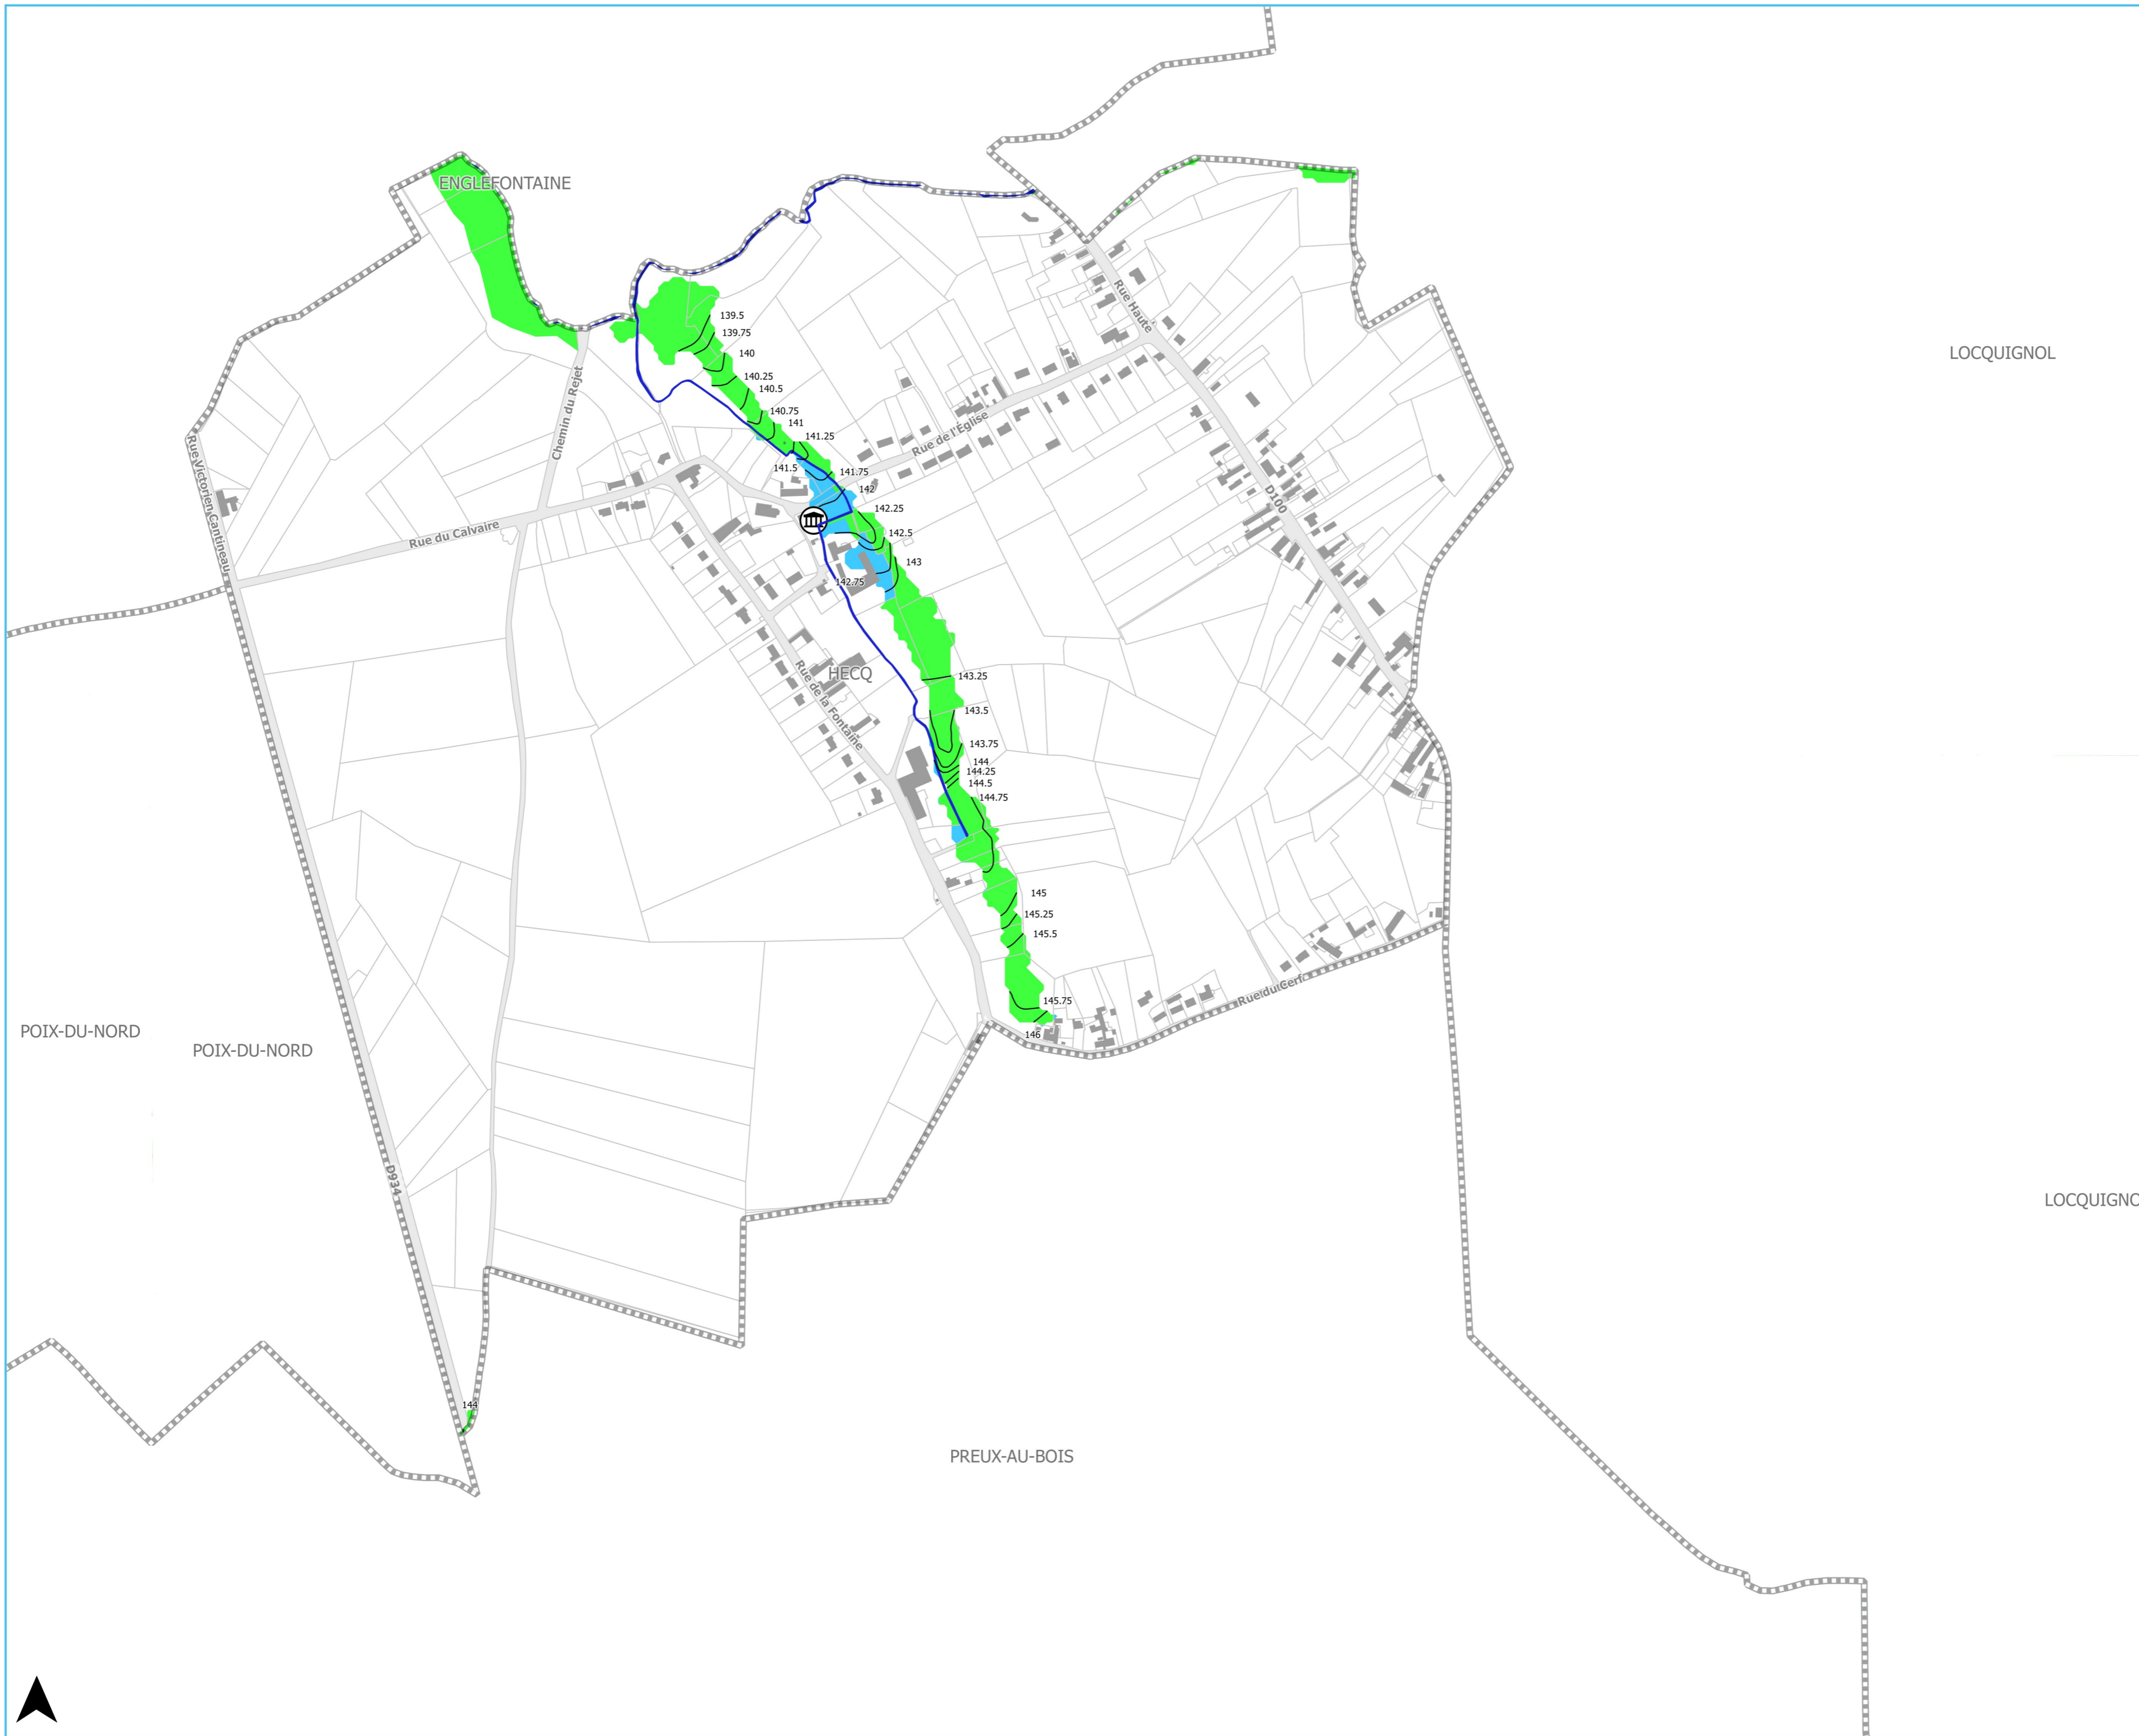 ENGLEFONTAINE
139.5
139.75
Rue Haute
140
LOCQUIGNOL
140.25
140.5
Chemin du Rejet
140.75
141
Rue de l'Église
141.25
141.5
141.75
142
D100
Rue Victorien Cantineau
142.25
Rue du Calvaire
142.5
143
142.75
HECQ
143.25
Rue de la Fontaine
143.5
143.75
144
144.25
144.5
144.75
145
145.25
145.5
Rue du Cerf
145.75
POIX-DU-NORD
146
POIX-DU-NORD
D934
LOCQUIGNO
144
PREUX-AU-BOIS